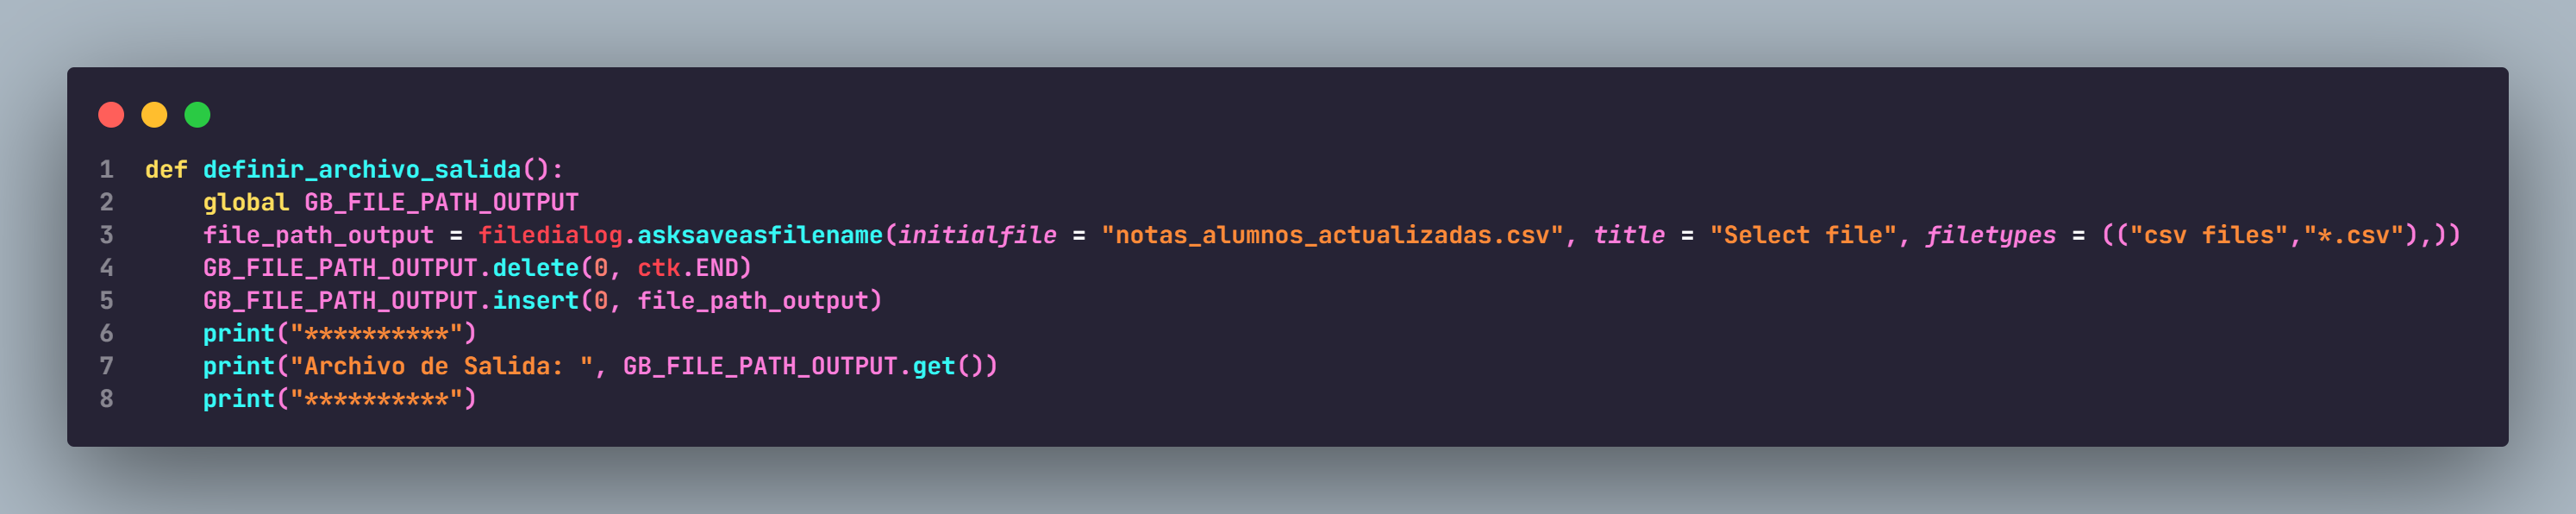 1 def definir_archivo_salida():
2     global GB_FILE_PATH_OUTPUT
3     file_path_output = filedialog.asksaveasfilename(initialfile = "notas_alumnos_actualizadas.csv", title = "Select file", filetypes = (("csv files","*.csv"),))
4     GB_FILE_PATH_OUTPUT.delete(0, ctk.END)
5     GB_FILE_PATH_OUTPUT.insert(0, file_path_output)
6     print("**********")
7     print("Archivo de Salida: ", GB_FILE_PATH_OUTPUT.get())
8     print("**********")